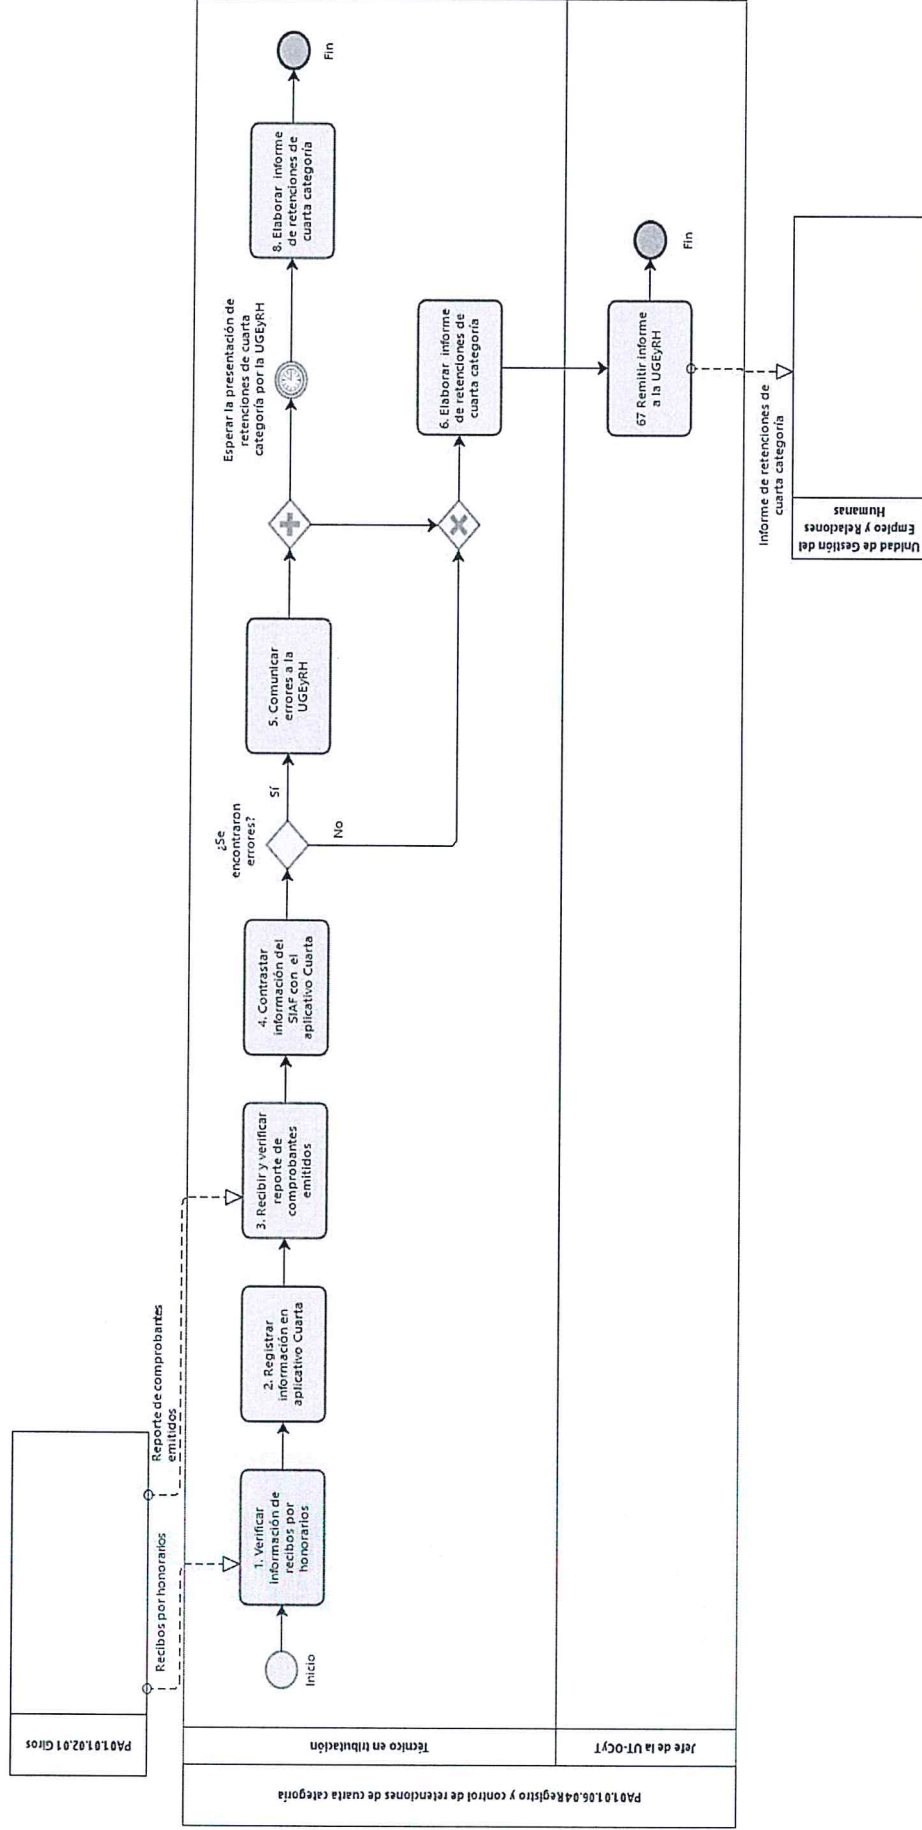 PA01.01.02.01 Giros
Recibos por honorarios
Reporte de comprobantes
emitidos
PA01.01.06.04 Registro y control de retenciones de cuarta categoría
Técnico en tributación
Jefe de la UT-OCyT
Inicio
1. Verificar
información de
recibos por
honorarios
2. Registrar
información en
aplicativo Cuarta
3. Recibir y verificar
reporte de
comprobantes
emitidos
4. Contrastar
información del
SIAF con el
aplicativo Cuarta
¿Se
encontraron
errores?
Sí
No
5. Comunicar
errores a la
UGEyRH
Esperar la presentación de
retenciones de cuarta
categoría por la UGEyRH
8. Elaborar informe
de retenciones de
cuarta categoría
Fin
6. Elaborar informe
de retenciones de
cuarta categoría
67 Remitir informe
a la UGEyRH
Fin
Informe de retenciones de
cuarta categoría
Unidad de Gestión del
Empleo y Relaciones
Humanas